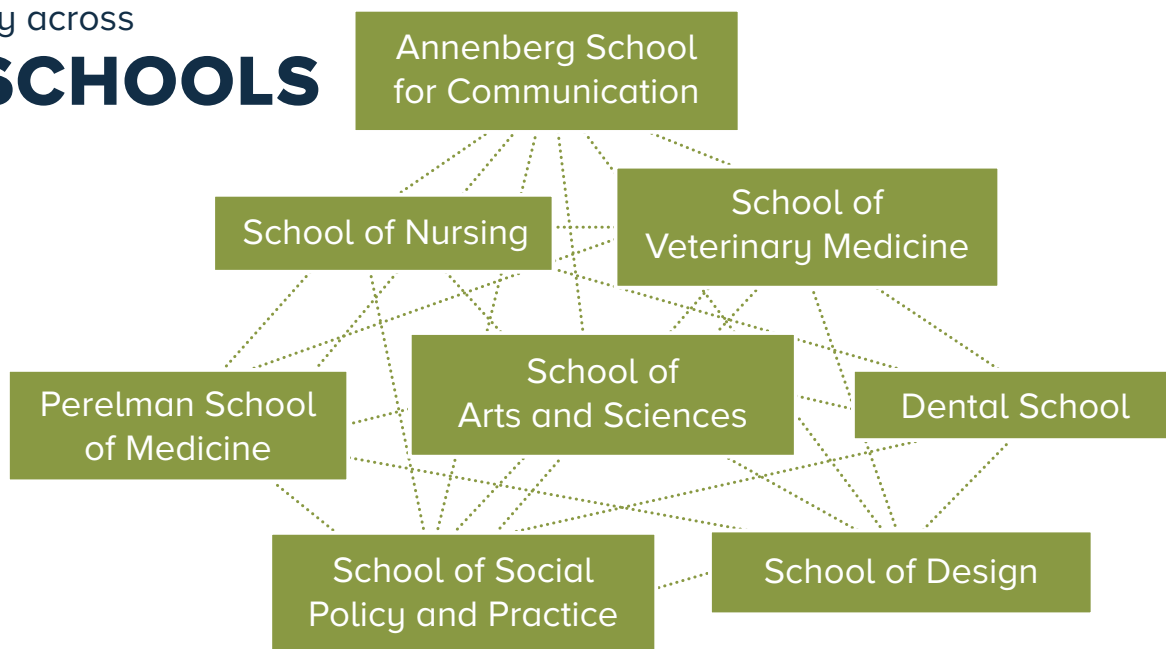 across
SCHOOLS
Annenberg School
for Communication
School of Nursing
School of
Veterinary Medicine
School of
Arts and Sciences
Perelman School
of Medicine
Dental School
School of Social
Policy and Practice
School of Design